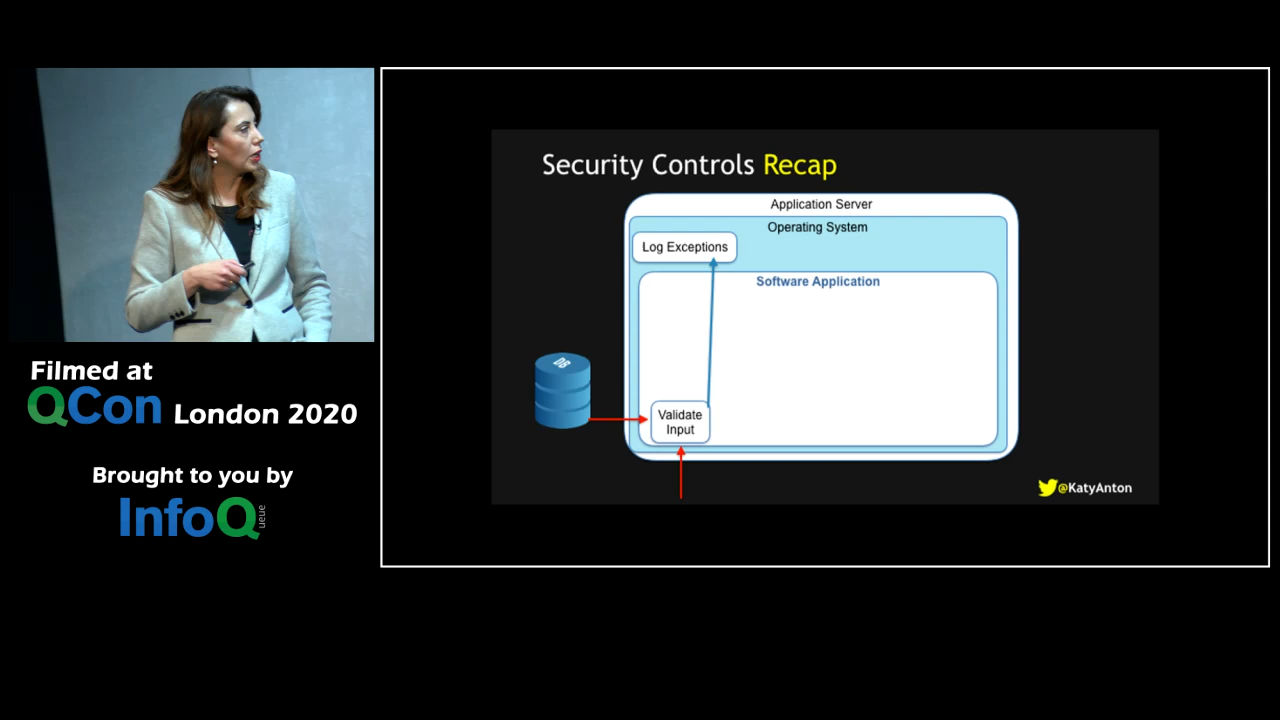 Filmed at
QCon London 2020
Brought to you by
InfoQ
ueue
Security Controls Recap
Application Server
Operating System
Log Exceptions
Software Application
DB
Validate
Input
@KatyAnton